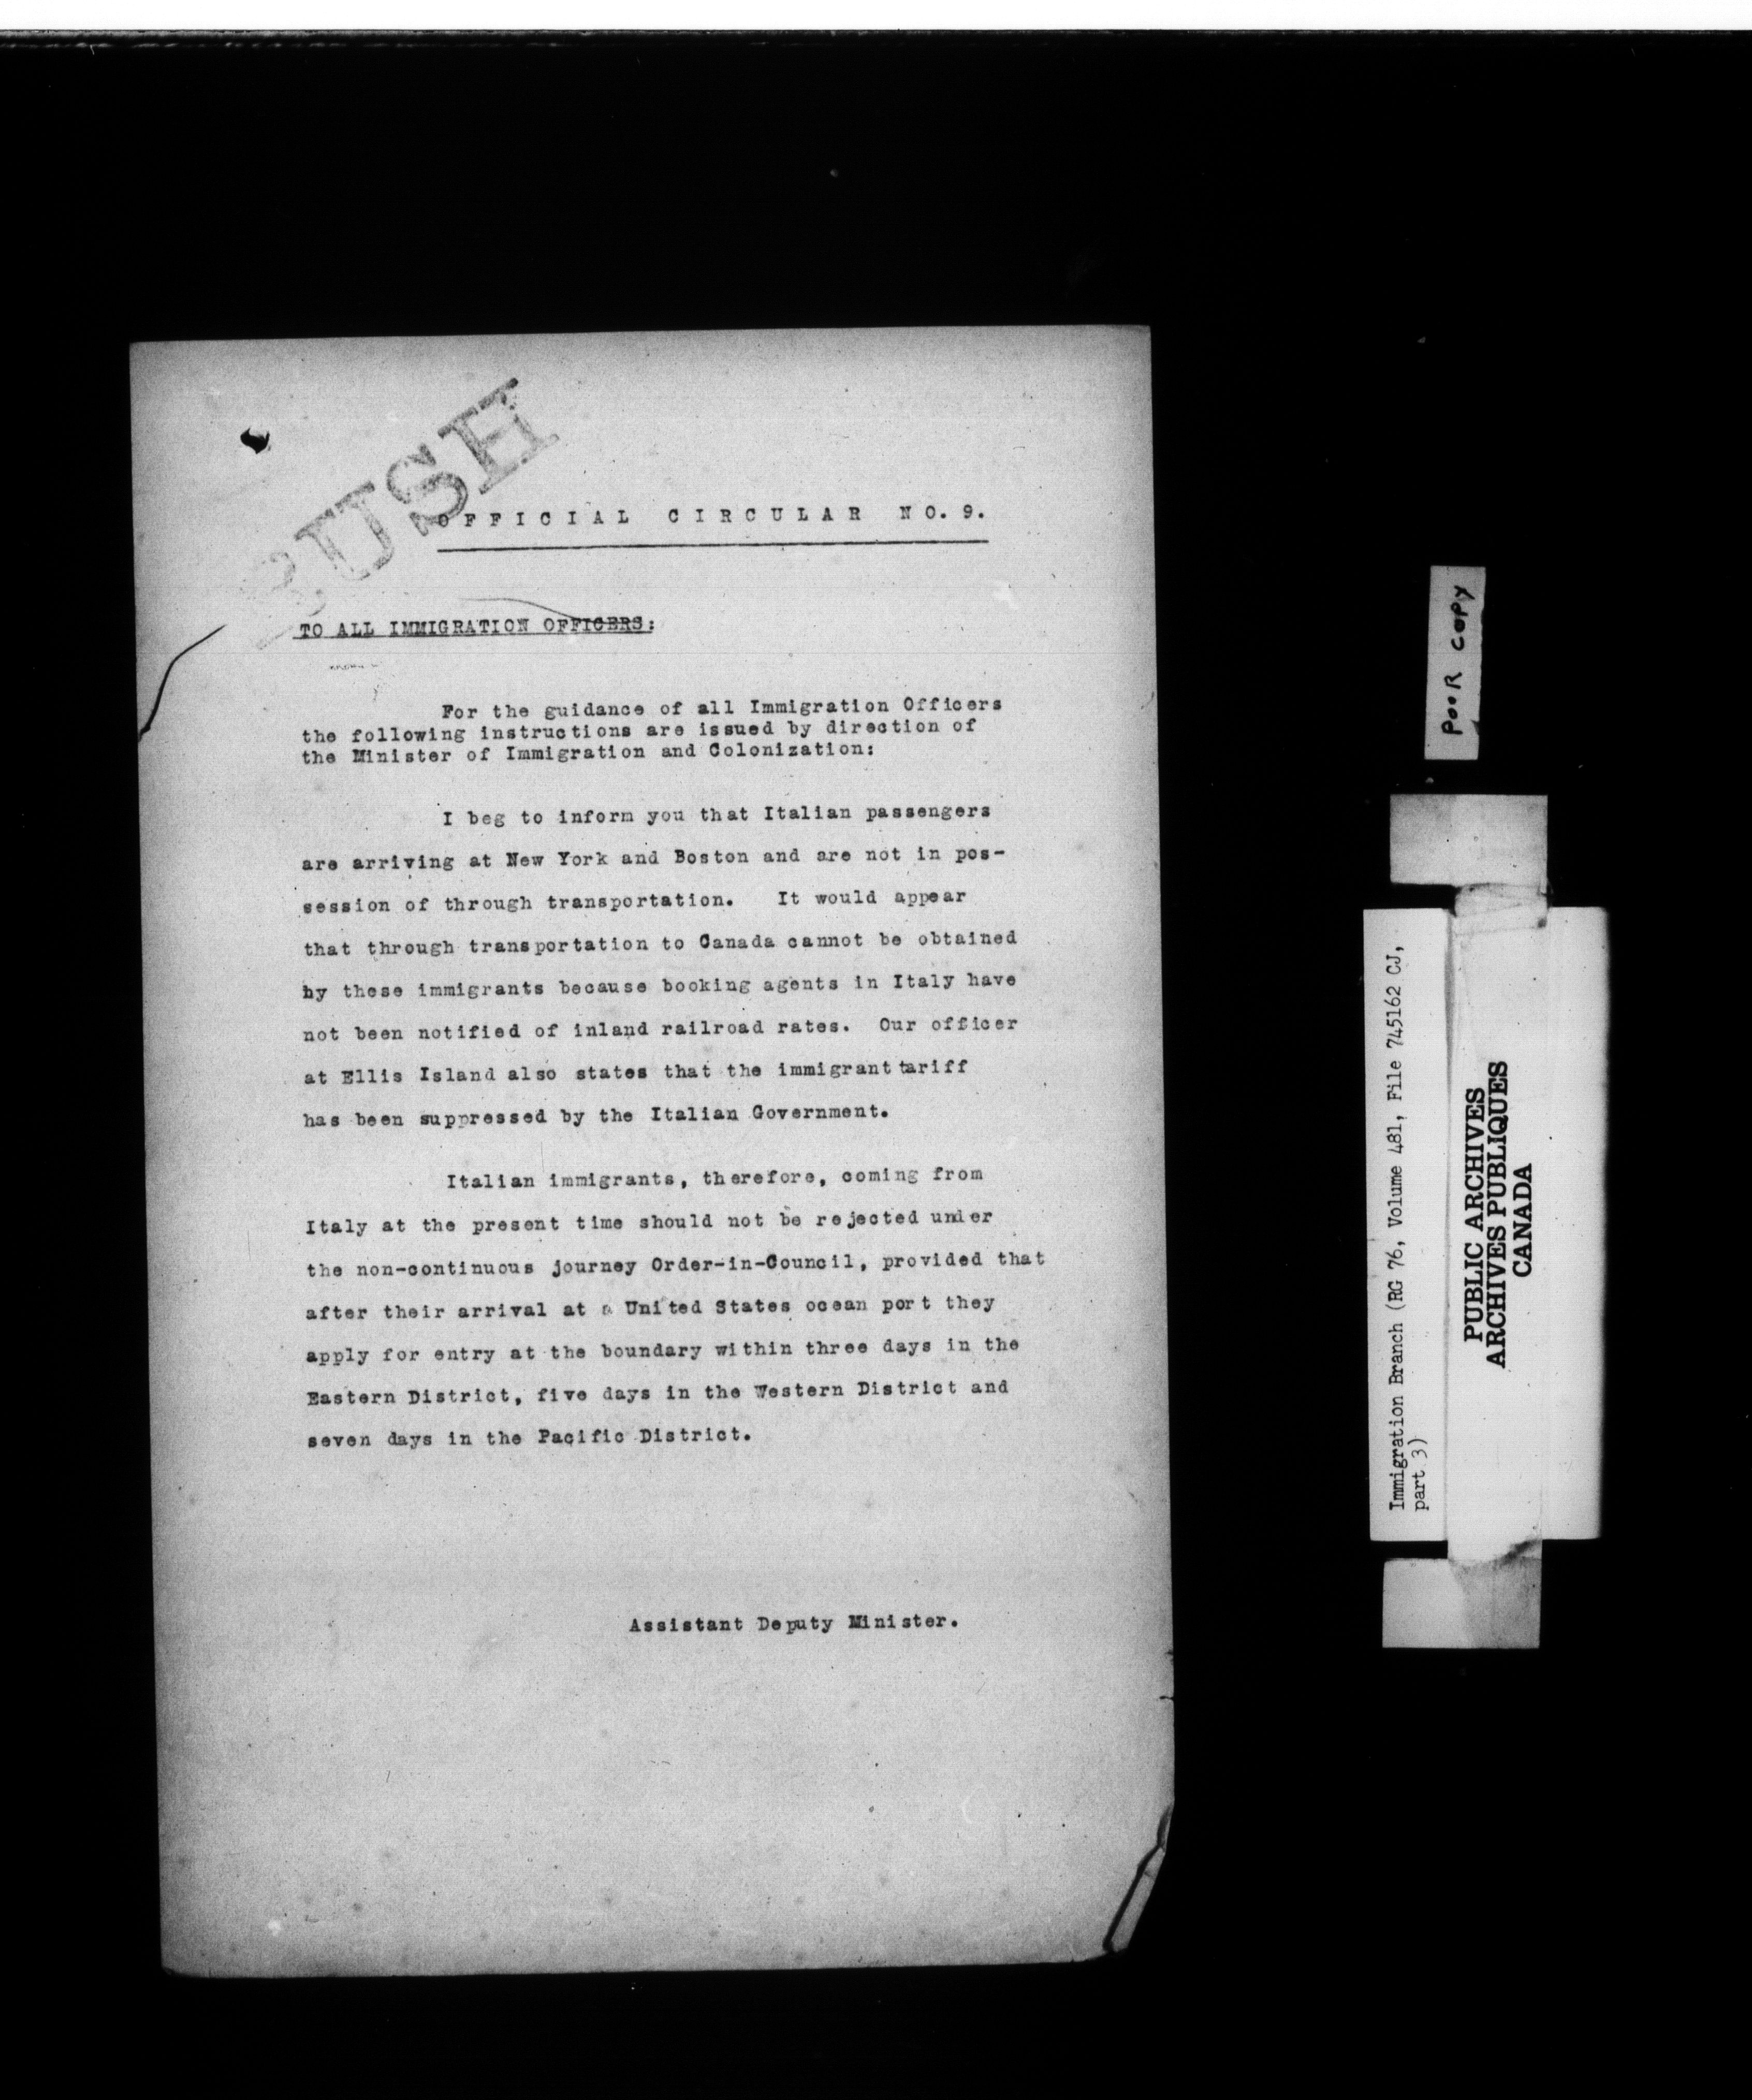 RUSH
OFFICIAL CIRCULAR NO. 9.
TO ALL IMMIGRATION OFFICERS:
For the guidance of all Immigration Officers
the following instructions are issued by direction of
the Minister of Immigration and Colonization:
I beg to inform you that Italian passengers
are arriving at New York and Boston and are not in pos-
session of through transportation. It would appear
that through transportation to Canada cannot be obtained
by these immigrants because booking agents in Italy have
not been notified of inland railroad rates. Our officer
at Ellis Island also states that the immigrant tariff
has been suppressed by the Italian Government.
Italian immigrants, therefore, coming from
Italy at the present time should not be rejected under
the non-continuous journey Order-in-Council, provided that
after their arrival at a United States ocean port they
apply for entry at the boundary within three days in the
Eastern District, five days in the Western District and
seven days in the Pacific District.
Assistant Deputy Minister.
POOR COPY
Immigration Branch (RG 76, Volume 481, File 745162 CJ,
part 3)
PUBLIC ARCHIVES
ARCHIVES PUBLIQUES
CANADA